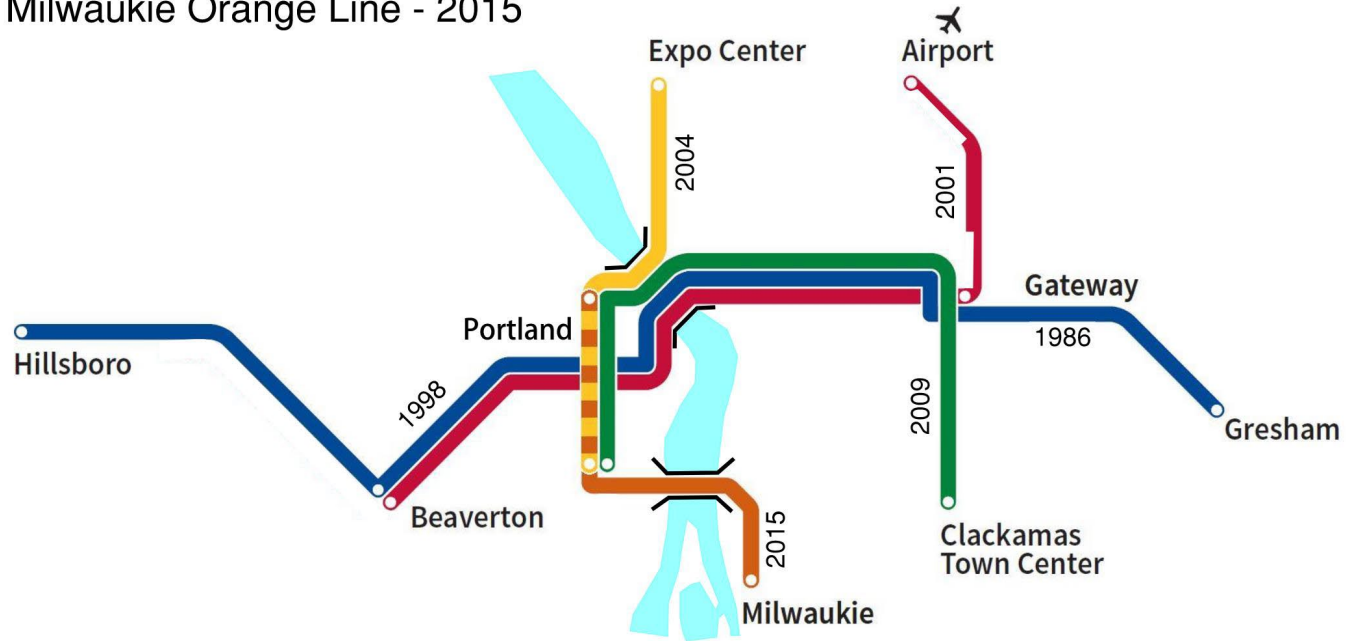 Milwaukie Orange Line - 2015
Expo Center
Airport
2004
2001
Gateway
Portland
1986
Hillsboro
1998
2009
Gresham
Beaverton
2015
Clackamas
Town Center
Milwaukie